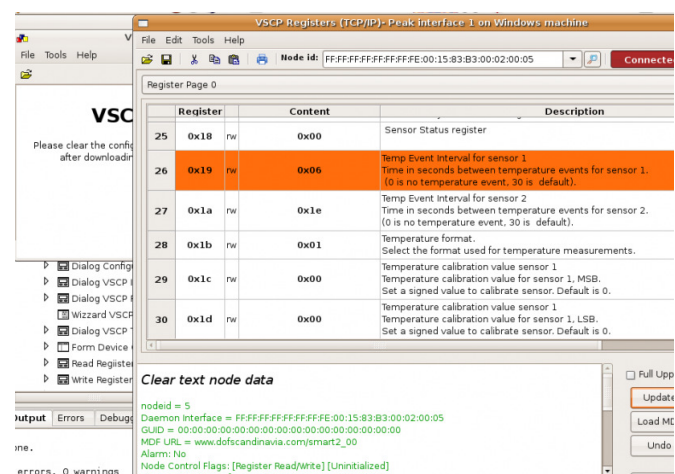 VSCP Registers (TCP/IP)- Peak interface 1 on Windows machine
File Edit Tools Help
Node id: FF:FF:FF:FF:FF:FF:FF:FE:00:15:83:B3:00:02:00:05
Connected
Register Page 0
Register Content Description
25 0x18 rw 0x00 Sensor Status register
26 0x19 rw 0x06 Temp Event Interval for sensor 1
Time in seconds between temperature events for sensor 1.
(0 is no temperature event, 30 is default).
27 0x1a rw 0x1e Temp Event Interval for sensor 2
Time in seconds between temperature events for sensor 2.
(0 is no temperature event, 30 is default).
28 0x1b rw 0x01 Temperature format.
Select the format used for temperature measurements.
29 0x1c rw 0x00 Temperature calibration value sensor 1
Temperature calibration value for sensor 1, MSB.
Set a signed value to calibrate sensor. Default is 0.
30 0x1d rw 0x00 Temperature calibration value sensor 1
Temperature calibration value for sensor 1, LSB.
Set a signed value to calibrate sensor. Default is 0.
Clear text node data
nodeid = 5
Daemon Interface = FF:FF:FF:FF:FF:FF:FF:FE:00:15:83:B3:00:02:00:05
GUID = 00:00:00:00:00:00:00:00:00:00:00:00:00:00:00:00
MDF URL = www.dofscandinavia.com/smart2_00
Alarm: No
Node Control Flags: [Register Read/Write] [Uninitialized]
Full Upp
Update
Load MD
Undo
V
File Tools Help
VSC
Please clear the config
after downloadin
Dialog Config
Dialog VSCP
Dialog VSCP
Wizzard VSCP
Dialog VSCP
Form Device
Read Regiister
Write Register
Output Errors Debugg
one.
errors, 0 warnings